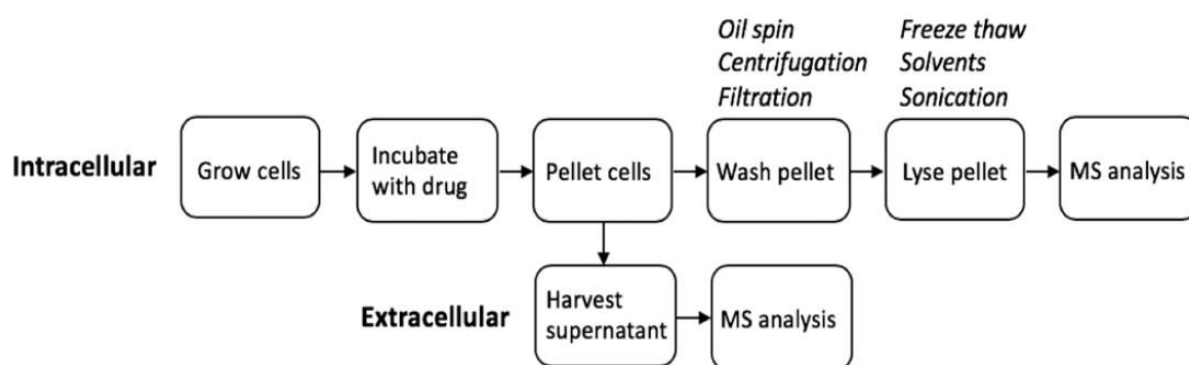 Oil spin
Centrifugation
Filtration
Freeze thaw
Solvents
Sonication
Intracellular
Grow cells
Incubate
with drug
Pellet cells
Wash pellet
Lyse pellet
MS analysis
Extracellular
Harvest
supernatant
MS analysis